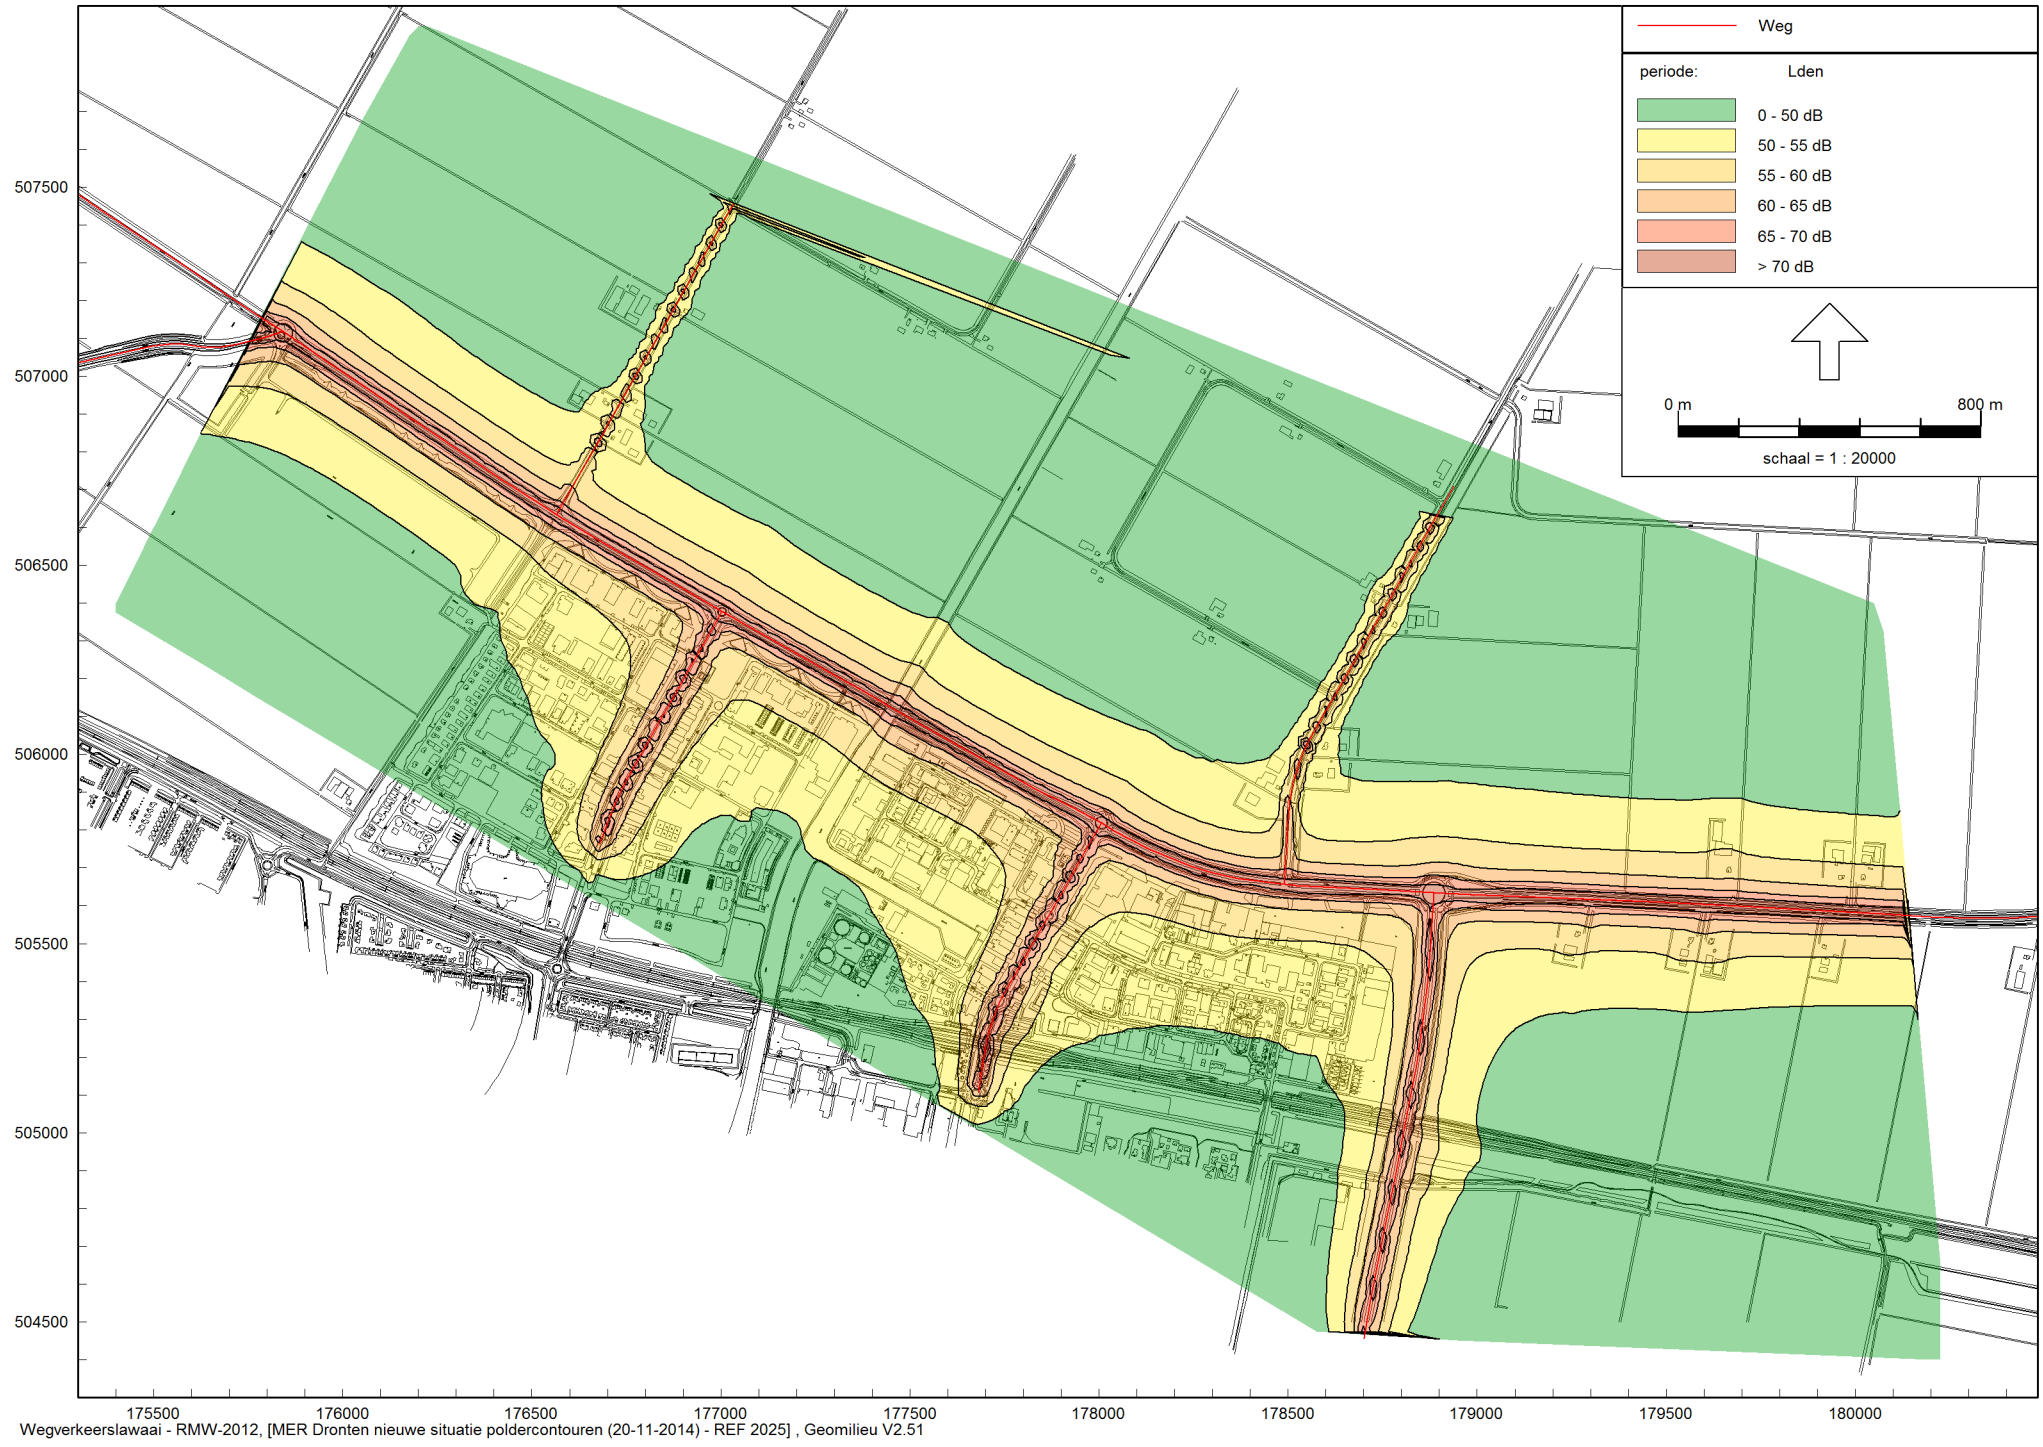 Weg
periode: Lden
0 - 50 dB
50 - 55 dB
55 - 60 dB
60 - 65 dB
65 - 70 dB
> 70 dB
0 m 800 m
schaal = 1 : 20000
507500
507000
506500
506000
505500
505000
504500
175500 176000 176500 177000 177500 178000 178500 179000 179500 180000
Wegverkeerslawaai - RMW-2012, [MER Dronten nieuwe situatie poldercontouren (20-11-2014) - REF 2025] , Geomilieu V2.51